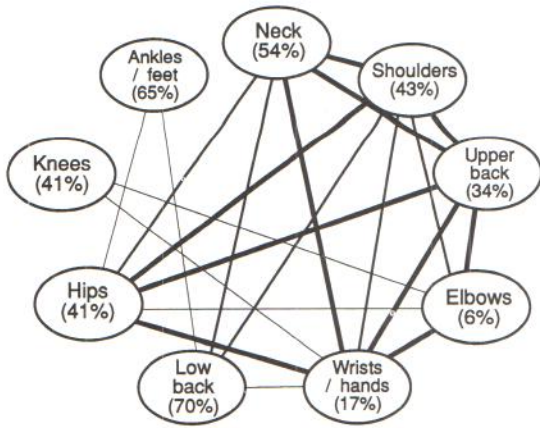 Neck
(54%)
Ankles
/ feet
(65%)
Shoulders
(43%)
Knees
(41%)
Upper
back
(34%)
Hips
(41%)
Elbows
(6%)
Low
back
(70%)
Wrists
/ hands
(17%)